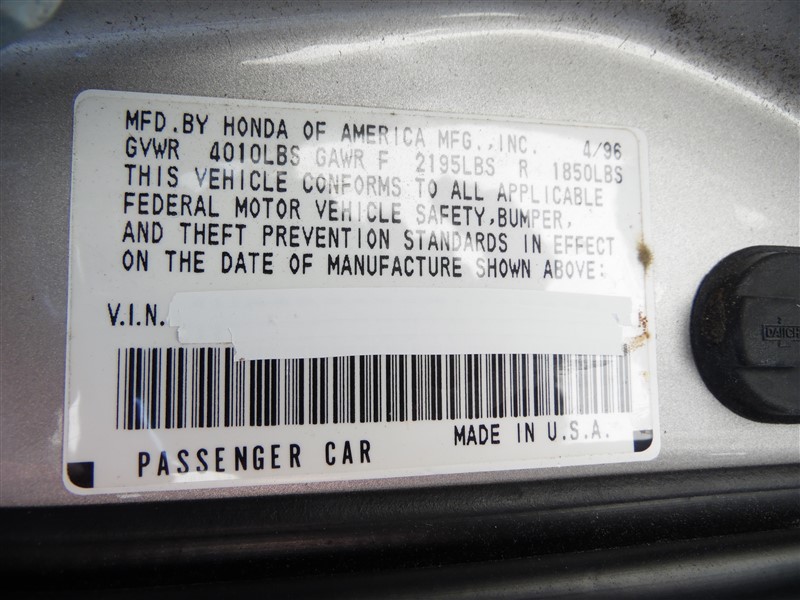 MFD.BY HONDA OF AMERICA MFG.,INC. 4/96
GVWR 4010LBS GAWR F 2195LBS R 1850LBS
THIS VEHICLE CONFORMS TO ALL APPLICABLE
FEDERAL MOTOR VEHICLE SAFETY,BUMPER,
AND THEFT PREVENTION STANDARDS IN EFFECT
ON THE DATE OF MANUFACTURE SHOWN ABOVE:
V.I.N.
PASSENGER CAR MADE IN U.S.A.